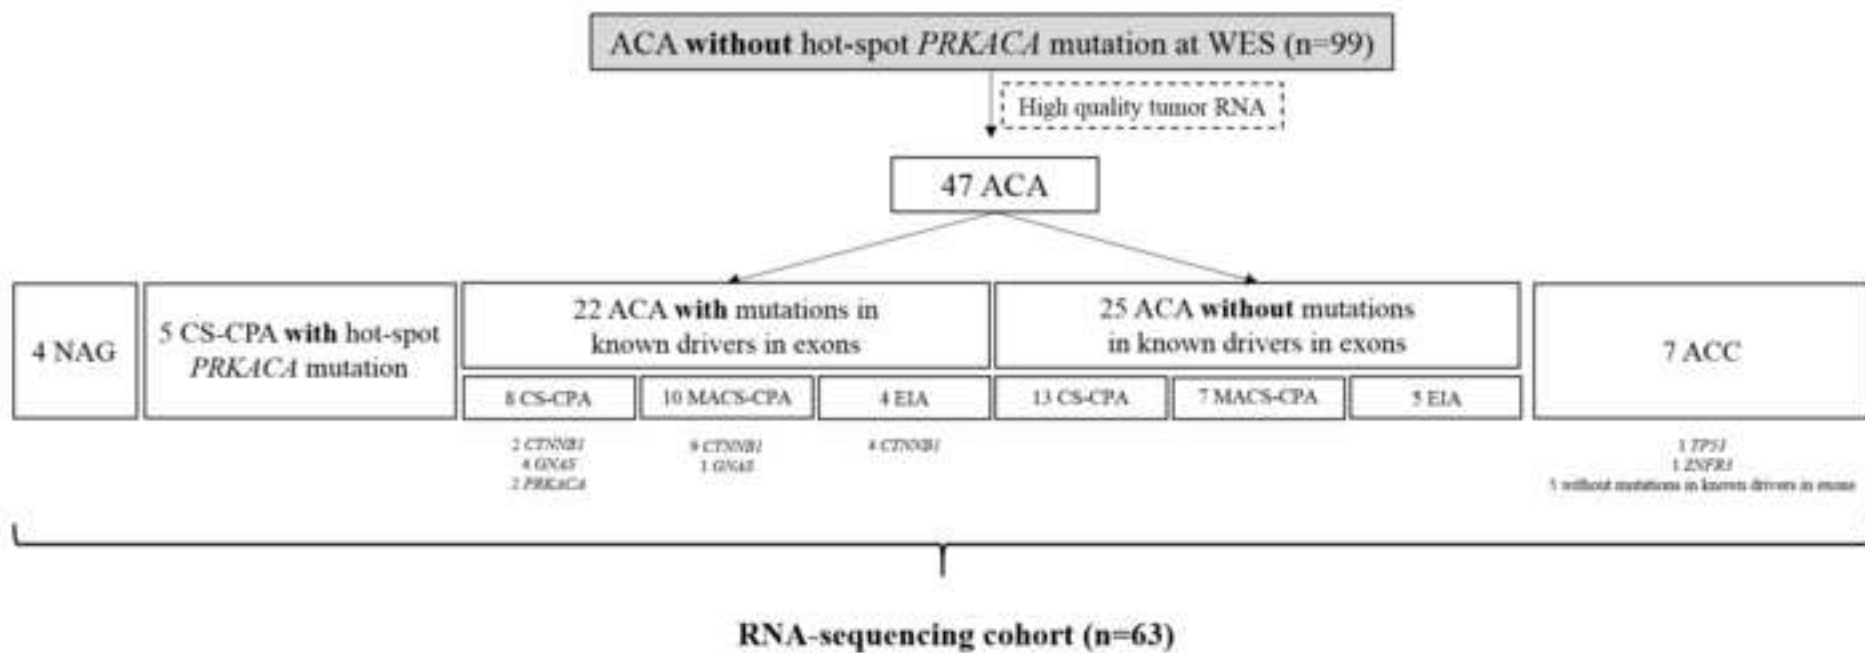 ACA without hot-spot PRKACA mutation at WES (n=99)
High quality tumor RNA
47 ACA
4 NAG
5 CS-CPA with hot-spot
PRKACA mutation
22 ACA with mutations in
known drivers in exons
25 ACA without mutations
in known drivers in exons
7 ACC
8 CS-CPA
10 MACS-CPA
4 EIA
13 CS-CPA
7 MACS-CPA
5 EIA
2 CTNNB1
4 GNAS
2 PRKACA
9 CTNNB1
1 GNAS
4 CTNNB1
1 TP53
1 ZNFR3
5 without mutations in known drivers in exons
RNA-sequencing cohort (n=63)